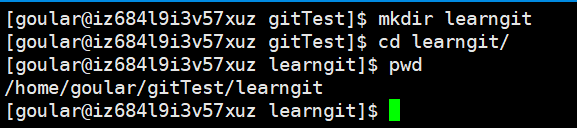 [goular@iz684l9i3v57xuz gitTest]$ mkdir learngit
[goular@iz684l9i3v57xuz gitTest]$ cd learngit/
[goular@iz684l9i3v57xuz learngit]$ pwd
/home/goular/gitTest/learngit
[goular@iz684l9i3v57xuz learngit]$